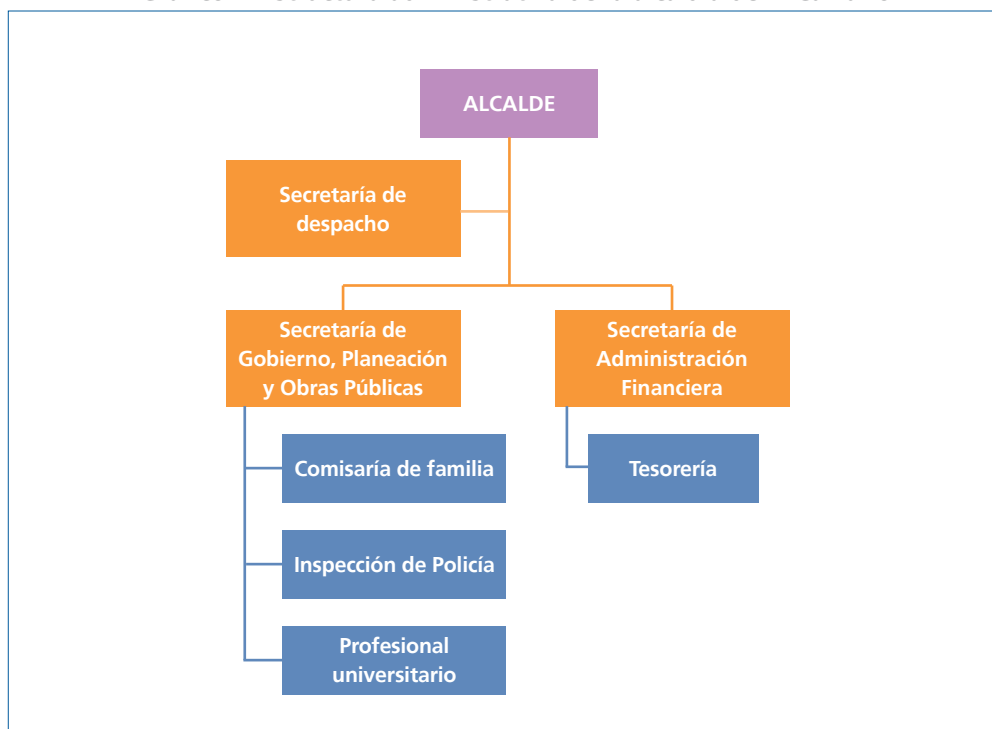 ALCALDE
Secretaría de
despacho
Secretaría de
Gobierno, Planeación
y Obras Públicas
Secretaría de
Administración
Financiera
Comisaría de familia
Tesorería
Inspección de Policía
Profesional
universitario